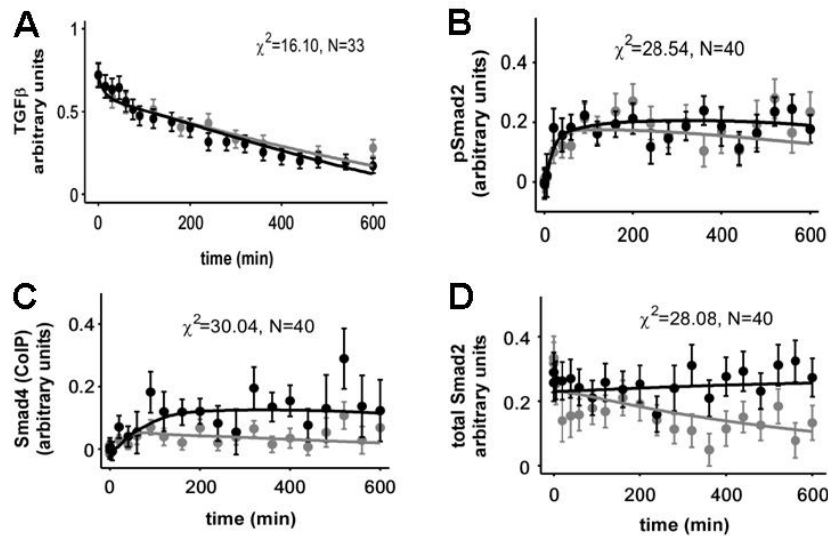 A
χ²=16.10, N=33
TGFβ
arbitrary units
1
0.5
0
0 200 400 600
time (min)
B
χ²=28.54, N=40
pSmad2
(arbitrary units)
0.4
0.2
0
0 200 400 600
time (min)
C
χ²=30.04, N=40
Smad4 (CoIP)
(arbitrary units)
0.4
0.2
0
0 200 400 600
time (min)
D
χ²=28.08, N=40
total Smad2
arbitrary units
0.4
0.2
0
0 200 400 600
time (min)